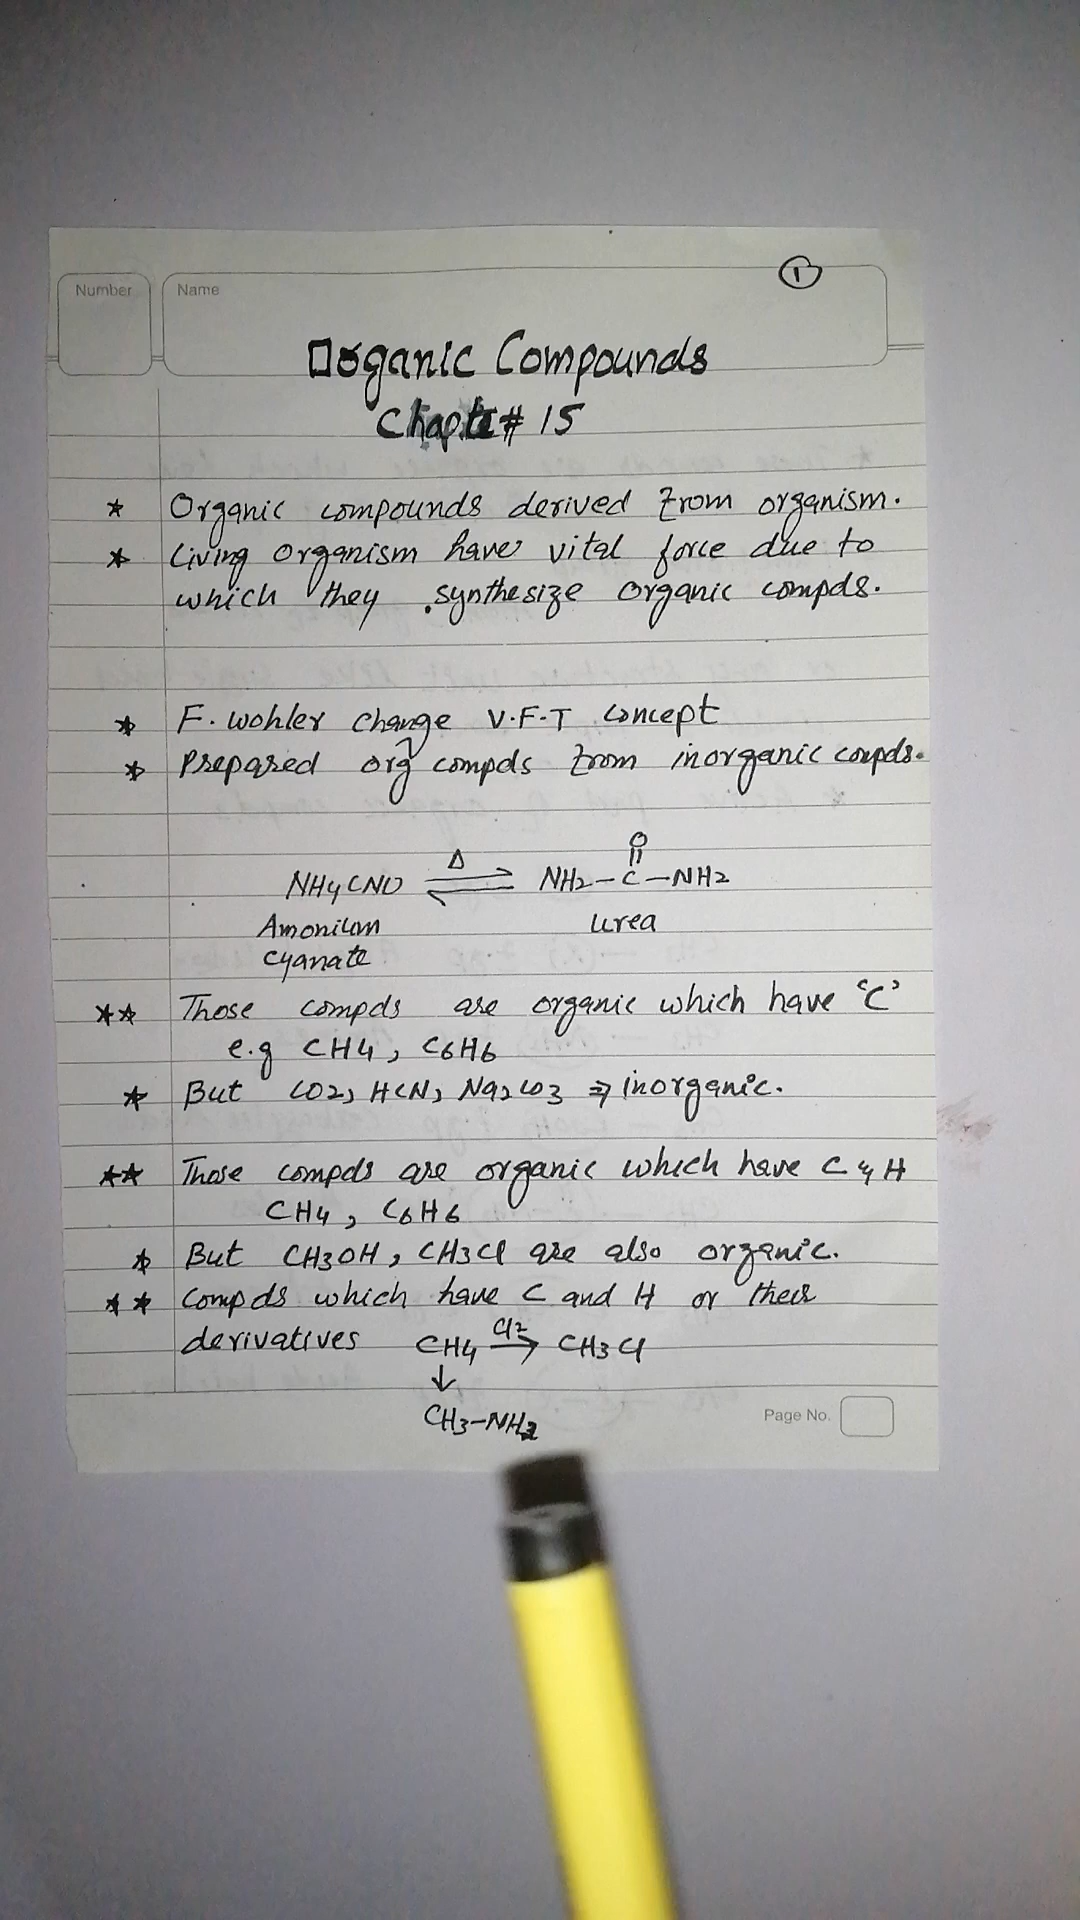 Number
Name
1
Organic Compounds
Chapter # 15
* Organic compounds derived from organism.
* Living organism have vital force due to
which they synthesize organic compds.
* F. wohler change V.F.T concept
* Prepared org compds from inorganic compds.
O
||
NH4CNO ⇌ Δ NH2-C-NH2
Amonium Urea
cyanate
** Those compds are organic which have 'C'
e.g CH4, C6H6
* But CO2, HCN, Na2CO3 ⇒ inorganic.
** Those compds are organic which have C & H
CH4, C6H6
* But CH3OH, CH3Cl are also organic.
** Compds which have C and H or their
derivatives CH4 Cl2→ CH3Cl
↓
CH3-NH2
Page No.